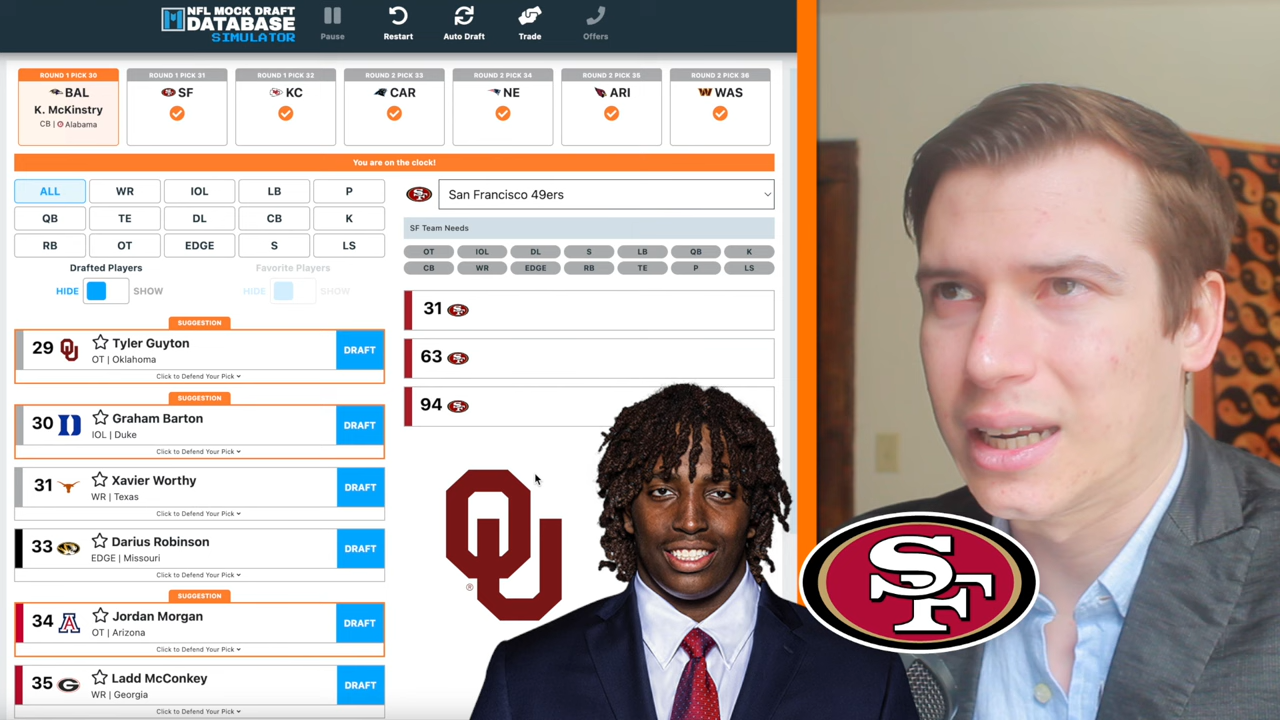 NFL MOCK DRAFT
DATABASE
SIMULATOR
Pause
Restart
Auto Draft
Trade
Offers
ROUND 1 PICK 30
BAL
K. McKinstry
CB | Alabama
ROUND 1 PICK 31
SF
ROUND 1 PICK 32
KC
ROUND 2 PICK 33
CAR
ROUND 2 PICK 34
NE
ROUND 2 PICK 35
ARI
ROUND 2 PICK 36
WAS
You are on the clock!
ALL
WR
IOL
LB
P
QB
TE
DL
CB
K
RB
OT
EDGE
S
LS
Drafted Players
HIDE
SHOW
Favorite Players
HIDE
SHOW
SUGGESTION
29
Tyler Guyton
OT | Oklahoma
DRAFT
Click to Defend Your Pick
SUGGESTION
30
Graham Barton
IOL | Duke
DRAFT
Click to Defend Your Pick
31
Xavier Worthy
WR | Texas
DRAFT
Click to Defend Your Pick
33
Darius Robinson
EDGE | Missouri
DRAFT
Click to Defend Your Pick
SUGGESTION
34
Jordan Morgan
OT | Arizona
DRAFT
Click to Defend Your Pick
35
Ladd McConkey
WR | Georgia
DRAFT
Click to Defend Your Pick
San Francisco 49ers
SF Team Needs
OT
IOL
DL
S
LB
QB
K
CB
WR
EDGE
RB
TE
P
LS
31
63
94
OU
®
SF